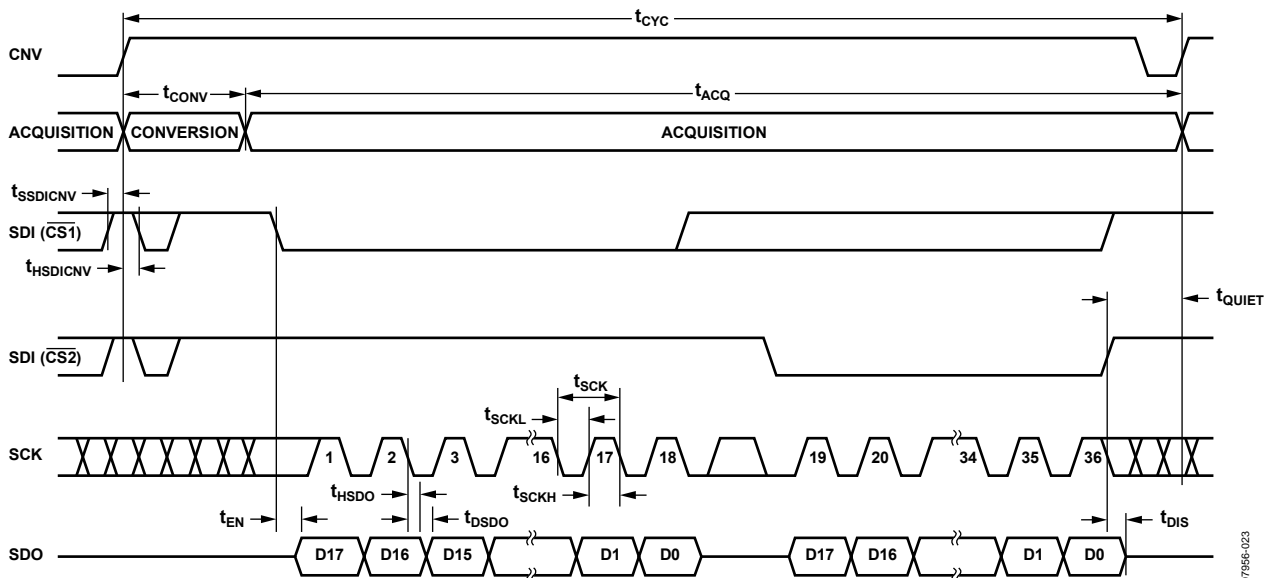 tCYC
CNV
tCONV
tACQ
ACQUISITION CONVERSION ACQUISITION
tSSDICNV
SDI (CS1)
tHSDICNV
tQUIET
SDI (CS2)
tSCK
tSCKL
SCK 1 2 3 16 17 18 19 20 34 35 36
tHSDO
tSCKH
tEN
tDSDO
tDIS
SDO D17 D16 D15 D1 D0 D17 D16 D1 D0
07956-023